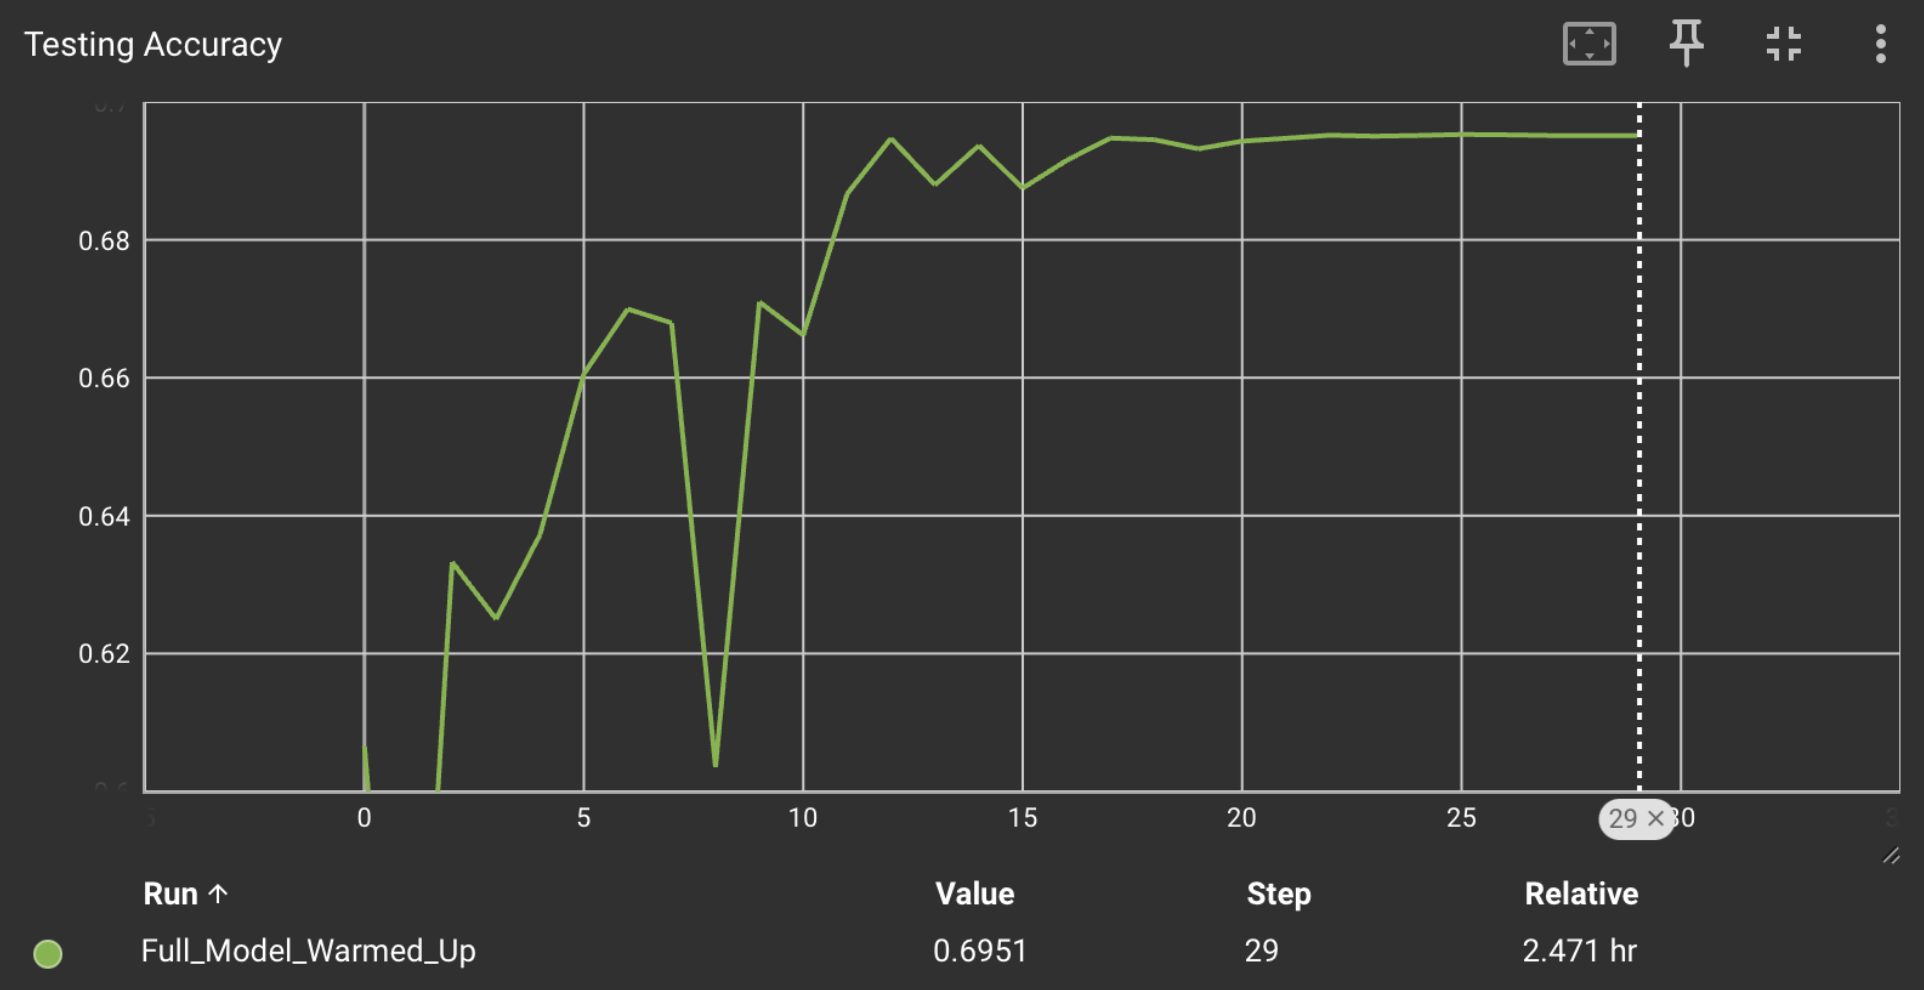 Testing Accuracy
0.68
0.66
0.64
0.62
0 5 10 15 20 25 29 × 30
Run ↑ Value Step Relative
Full_Model_Warmed_Up 0.6951 29 2.471 hr